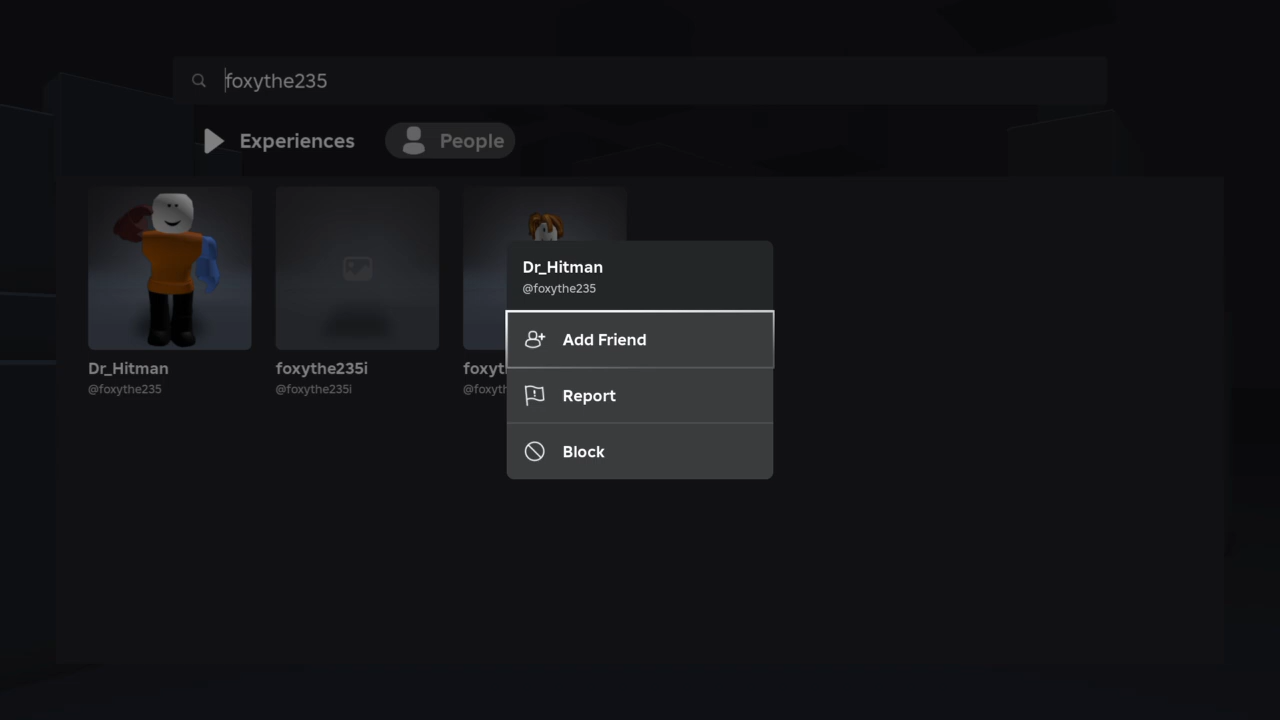 foxythe235
Experiences
People
Dr_Hitman
@foxythe235
foxythe235i
@foxythe235i
Dr_Hitman
@foxythe235
Add Friend
Report
Block